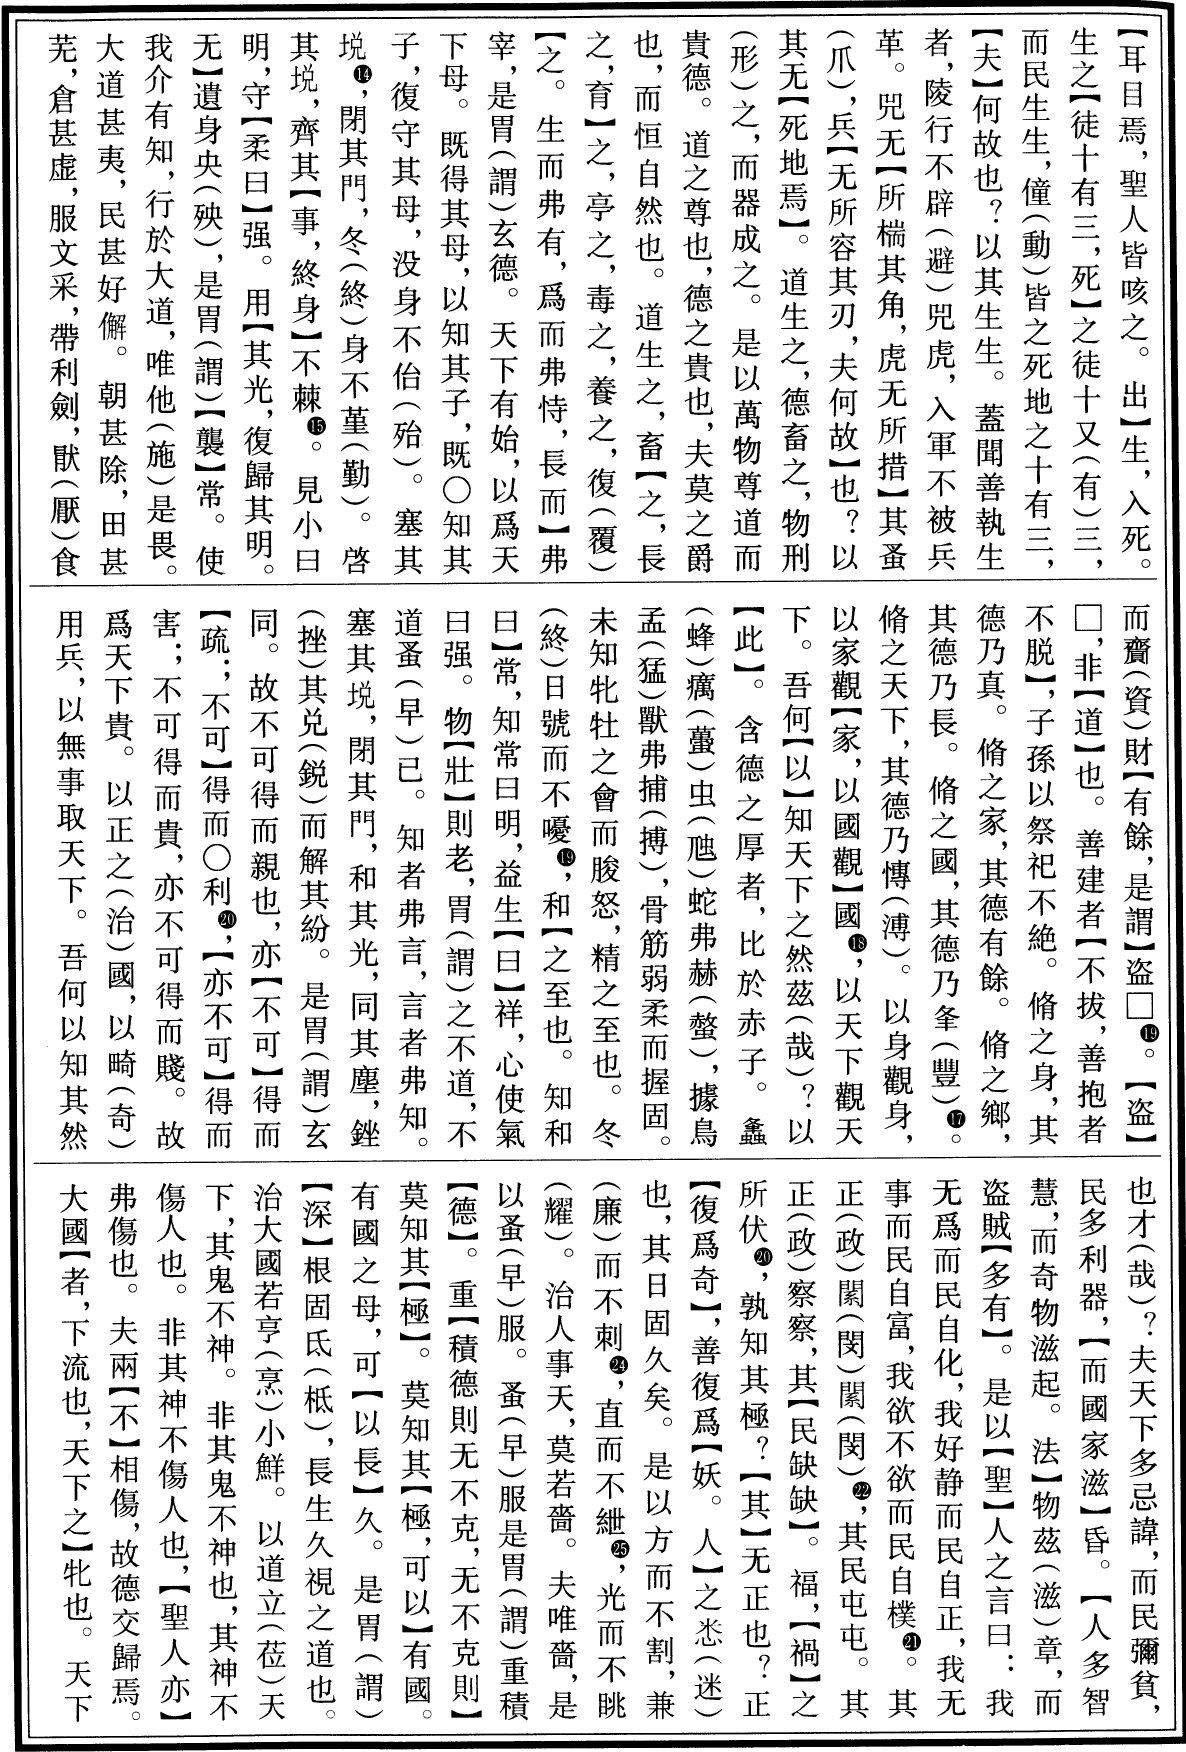 【耳目焉，聖人皆咳之。出】生，入死。
生之【徒十有三，死】之徒十又（有）三，
而民生生，僮（動）皆之死地之十有三，
【夫】何故也？以其生生。蓋聞善執生
者，陵行不辟（避）兕虎，入軍不被兵
革。兕无【所椯其角，虎无所措】其蚤
（爪），兵【无所容其刃，夫何故】也？以
其无【死地焉】。道生之，德畜之，物刑
（形）之，而器成之。是以萬物尊道而
貴德。道之尊也，德之貴也，夫莫之爵
也，而恒自然也。道生之，畜【之，長
之，育】之，亭之，毒之，養之，復（覆）
【之。生而弗有，爲而弗恃，長而】弗
宰，是胃（謂）玄德。天下有始，以爲天
下母。既得其母，以知其子，既〇知其
子，復守其母，没身不佁（殆）。塞其
㙂⓮，閉其門，冬（終）身不堇（勤）。啓
其㙂，齊其【事，終身】不棘⓯。見小曰
明，守【柔曰】强。用【其光，復歸其明。
无】遺身央（殃），是胃（謂）【襲】常。使
我介有知，行於大道，唯他（施）是畏。
大道甚夷，民甚好懈。朝甚除，田甚
芜，倉甚虚，服文采，帶利劍，猒（厭）食
而齎（資）財【有餘，是謂】盗□⓳。【盗】
□，非【道】也。善建者【不拔，善抱者
不脱】，子孫以祭祀不絶。脩之身，其
德乃真。脩之家，其德有餘。脩之鄉，
其德乃長。脩之國，其德乃夆（豐）⓱。
脩之天下，其德乃愽（溥）。以身觀身，
以家觀【家，以國觀】國⓲，以天下觀天
下。吾何【以】知天下之然茲（哉）？以
【此】。含德之厚者，比於赤子。螽
（蜂）癘（蠆）虫（虺）蛇弗赫（螫），據鳥
孟（猛）獸弗捕（搏），骨筋弱柔而握固。
未知牝牡之會而朘怒，精之至也。冬
（終）日號而不嚘⓳，和【之至也。知和
曰】常，知常曰明，益生【曰】祥，心使氣
曰强。物【壯】則老，胃（謂）之不道，不
道蚤（早）已。知者弗言，言者弗知。
塞其㙂，閉其門，和其光，同其塵，銼
（挫）其兑（鋭）而解其紛。是胃（謂）玄
同。故不可得而親也，亦【不可】得而
【疏；不可】得而〇利⓴，【亦不可】得而
害；不可得而貴，亦不可得而賤。故
爲天下貴。以正之（治）國，以畸（奇）
用兵，以無事取天下。吾何以知其然
也才（哉）？夫天下多忌諱，而民彌貧，
民多利器，【而國家滋】昏。【人多智
慧，而奇物滋起。法】物茲（滋）章，而
盗賊【多有】。是以【聖】人之言曰：我
无爲而民自化，我好静而民自正，我无
事而民自富，我欲不欲而民自樸㉑。其
正（政）闎（閔）闎（閔）㉒，其民屯屯。其
正（政）察察，其【民缺缺】。福，【禍】之
所伏⓴，孰知其極？【其】无正也？正
【復爲奇】，善復爲【妖。人】之悉（迷）
也，其日固久矣。是以方而不割，兼
（廉）而不刺㉔，直而不紲㉕，光而不眺
（耀）。治人事天，莫若嗇。夫唯嗇，是
以蚤（早）服。蚤（早）服是胃（謂）重積
【德】。重【積德則无不克，无不克則】
莫知其【極】。莫知其【極，可以】有國。
有國之母，可【以長】久。是胃（謂）
【深】根固氐（柢），長生久視之道也。
治大國若亨（烹）小鮮。以道立（莅）天
下，其鬼不神。非其鬼不神也，其神不
傷人也。非其神不傷人也，【聖人亦】
弗傷也。夫兩【不】相傷，故德交歸焉。
大國【者，下流也，天下之】牝也。天下